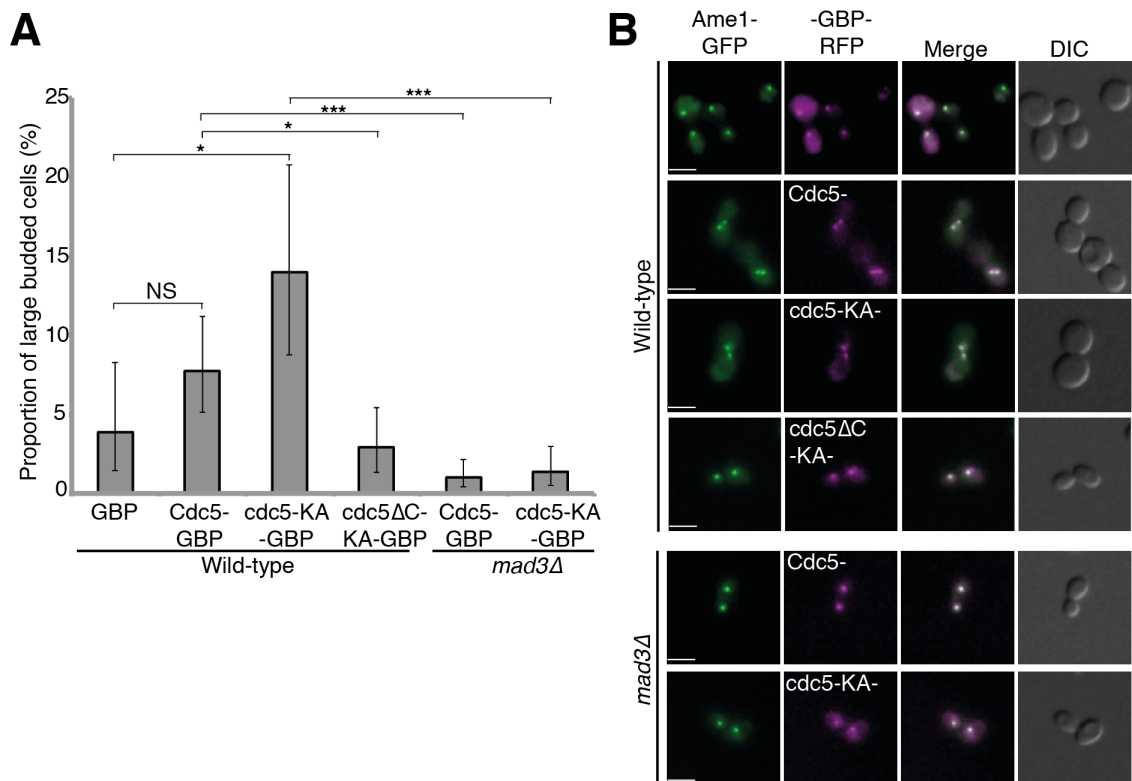 A
Proportion of large budded cells (%)
25
20
15
10
5
0
***
***
*
*
NS
GBP
Cdc5-
GBP
cdc5-KA
-GBP
cdc5ΔC-
KA-GBP
Cdc5-
GBP
cdc5-KA
-GBP
Wild-type
mad3Δ
B
Ame1-
GFP
-GBP-
RFP
Merge
DIC
Wild-type
Cdc5-
cdc5-KA-
cdc5ΔC
-KA-
mad3Δ
Cdc5-
cdc5-KA-